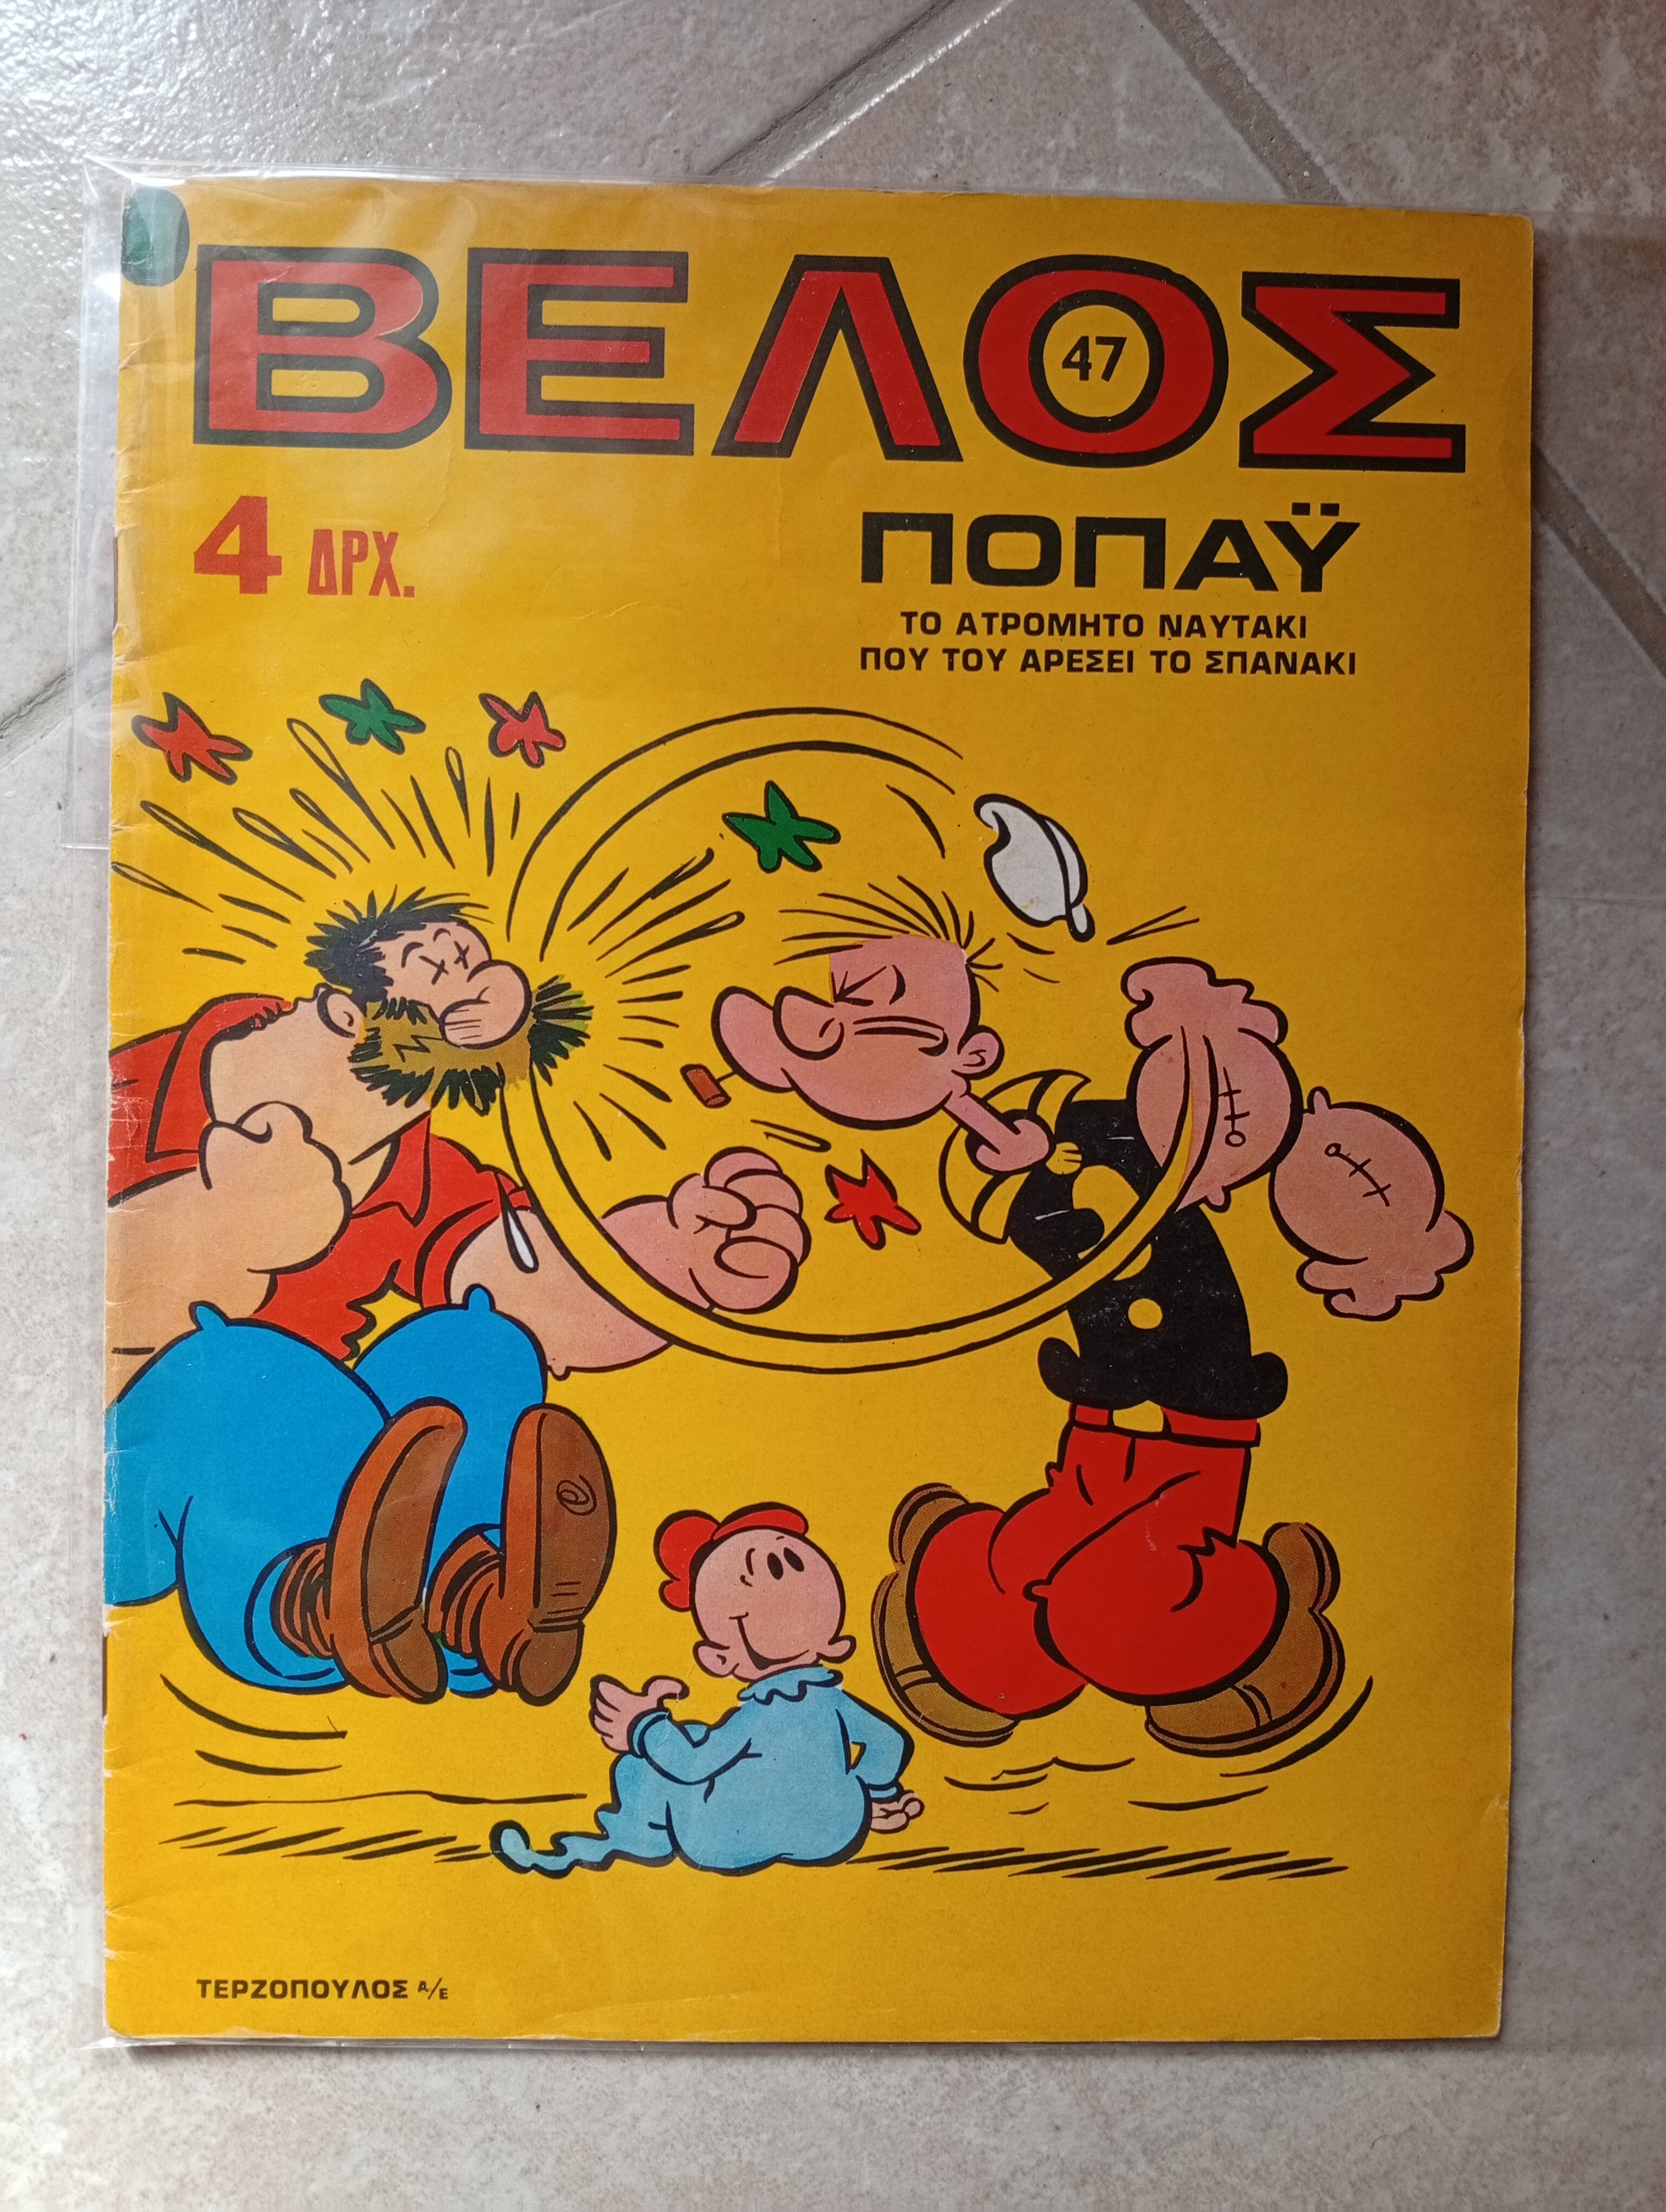 ΒΕΛΟΣ
47
4 ΔΡΧ.
ΠΟΠΑΫ
ΤΟ ΑΤΡΟΜΗΤΟ ΝΑΥΤΑΚΙ
ΠΟΥ ΤΟΥ ΑΡΕΣΕΙ ΤΟ ΣΠΑΝΑΚΙ
ΤΕΡΖΟΠΟΥΛΟΣ Α/Ε